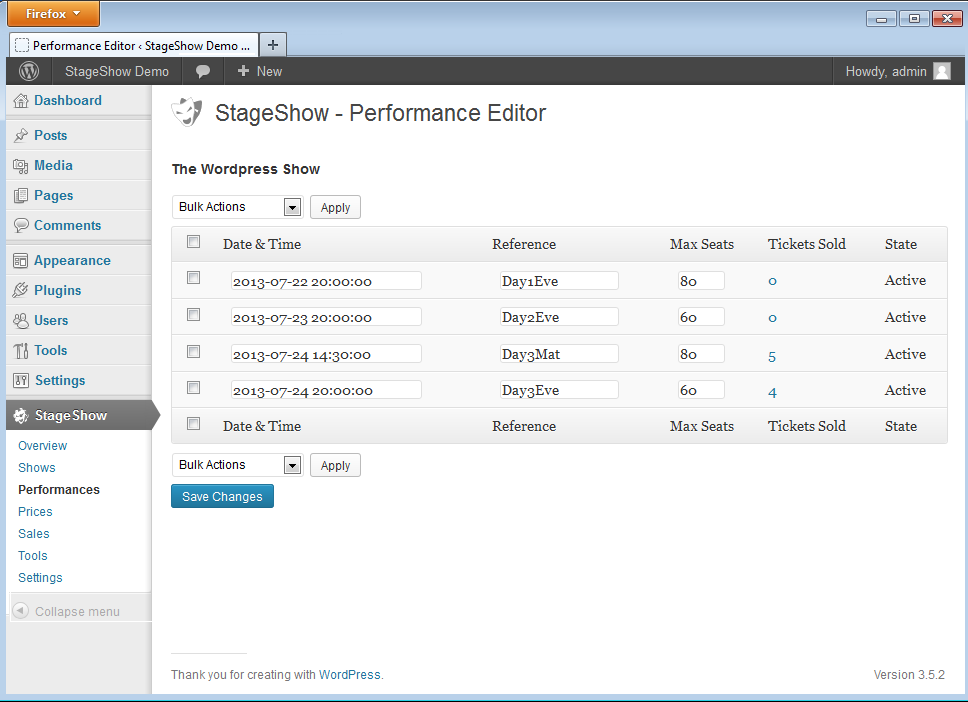 Firefox
Performance Editor ‹ StageShow Demo ...
StageShow Demo
New
Howdy, admin
Dashboard
Posts
Media
Pages
Comments
Appearance
Plugins
Users
Tools
Settings
StageShow
Overview
Shows
Performances
Prices
Sales
Tools
Settings
Collapse menu
StageShow - Performance Editor
The Wordpress Show
Bulk Actions Apply
Date & Time Reference Max Seats Tickets Sold State
2013-07-22 20:00:00 Day1Eve 80 0 Active
2013-07-23 20:00:00 Day2Eve 60 0 Active
2013-07-24 14:30:00 Day3Mat 80 5 Active
2013-07-24 20:00:00 Day3Eve 60 4 Active
Date & Time Reference Max Seats Tickets Sold State
Bulk Actions Apply
Save Changes
Thank you for creating with WordPress. Version 3.5.2